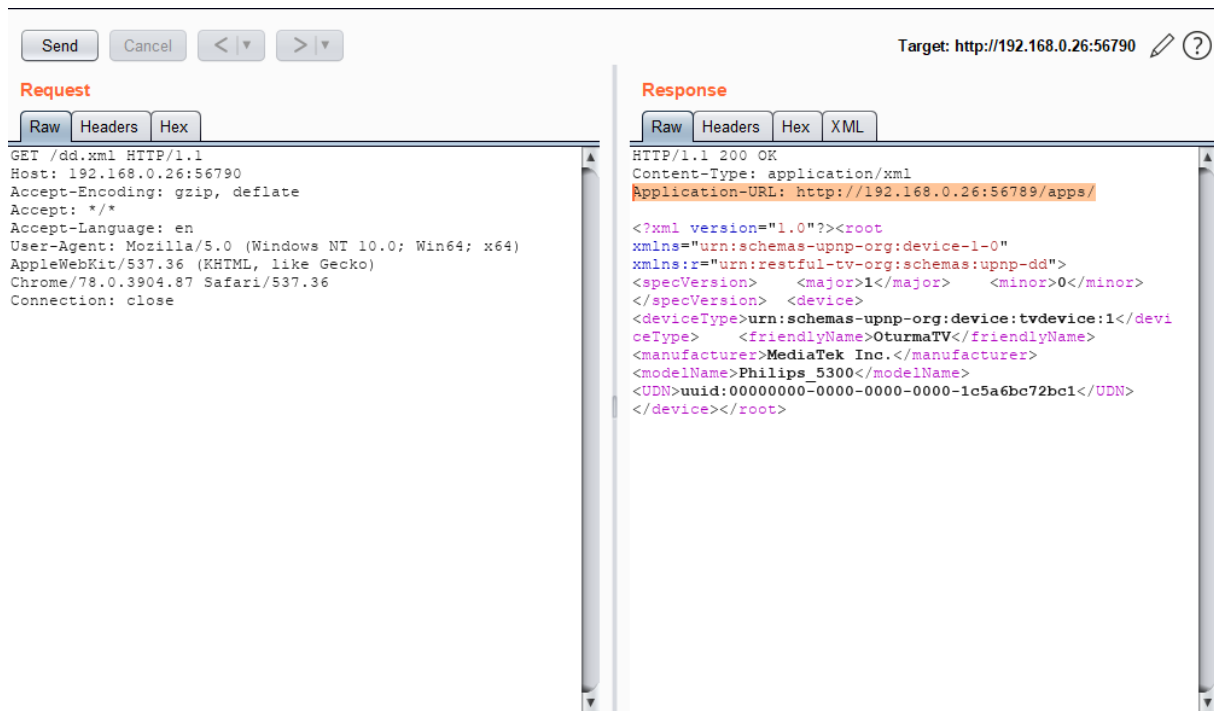 Send
Cancel
<
>
Target: http://192.168.0.26:56790
?
Request
Raw
Headers
Hex
GET /dd.xml HTTP/1.1
Host: 192.168.0.26:56790
Accept-Encoding: gzip, deflate
Accept: */*
Accept-Language: en
User-Agent: Mozilla/5.0 (Windows NT 10.0; Win64; x64)
AppleWebKit/537.36 (KHTML, like Gecko)
Chrome/78.0.3904.87 Safari/537.36
Connection: close
Response
Raw
Headers
Hex
XML
HTTP/1.1 200 OK
Content-Type: application/xml
Application-URL: http://192.168.0.26:56789/apps/
<?xml version="1.0"?><root
xmlns="urn:schemas-upnp-org:device-1-0"
xmlns:r="urn:restful-tv-org:schemas:upnp-dd">
<specVersion>    <major>1</major>    <minor>0</minor>
</specVersion>  <device>
<deviceType>urn:schemas-upnp-org:device:tvdevice:1</devi
ceType>    <friendlyName>OturmaTV</friendlyName>
<manufacturer>MediaTek Inc.</manufacturer>
<modelName>Philips_5300</modelName>
<UDN>uuid:00000000-0000-0000-0000-1c5a6bc72bc1</UDN>
</device></root>